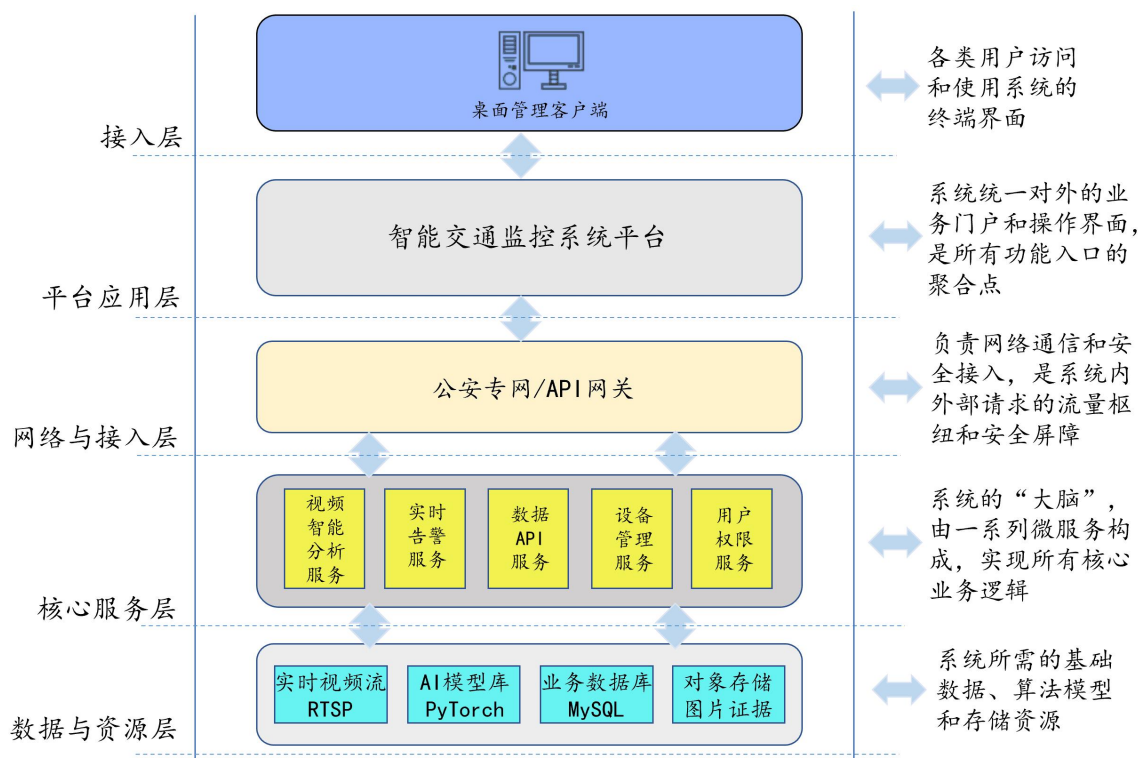 桌面管理客户端
各类用户访问
和使用系统的
终端界面
接入层
智能交通监控系统平台
系统统一对外的业
务门户和操作界面，
是所有功能入口的
聚合点
平台应用层
公安专网/API网关
负责网络通信和安
全接入，是系统内
外部请求的流量枢
纽和安全屏障
网络与接入层
视频
智能
分析
服务
实时
告警
服务
数据
API
服务
设备
管理
服务
用户
权限
服务
系统的“大脑”，
由一系列微服务构
成，实现所有核心
业务逻辑
核心服务层
实时视频流
RTSP
AI模型库
PyTorch
业务数据库
MySQL
对象存储
图片证据
系统所需的基础
数据、算法模型
和存储资源
数据与资源层